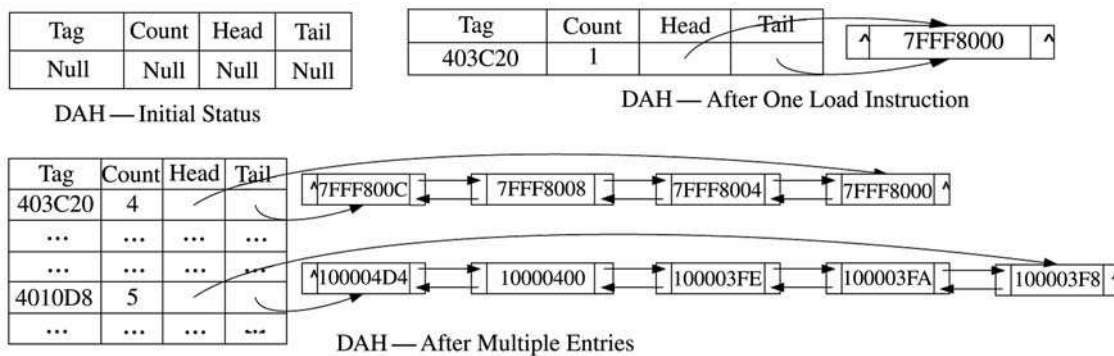 Tag Count Head Tail
Null Null Null Null
DAH — Initial Status
Tag Count Head Tail
403C20 1
^ 7FFF8000 ^
DAH — After One Load Instruction
Tag Count Head Tail
403C20 4
^ 7FFF800C 7FFF8008 7FFF8004 7FFF8000 ^
... ... ... ...
... ... ... ...
4010D8 5
^ 100004D4 10000400 100003FE 100003FA 100003F8 ^
... ... ... ...
DAH — After Multiple Entries